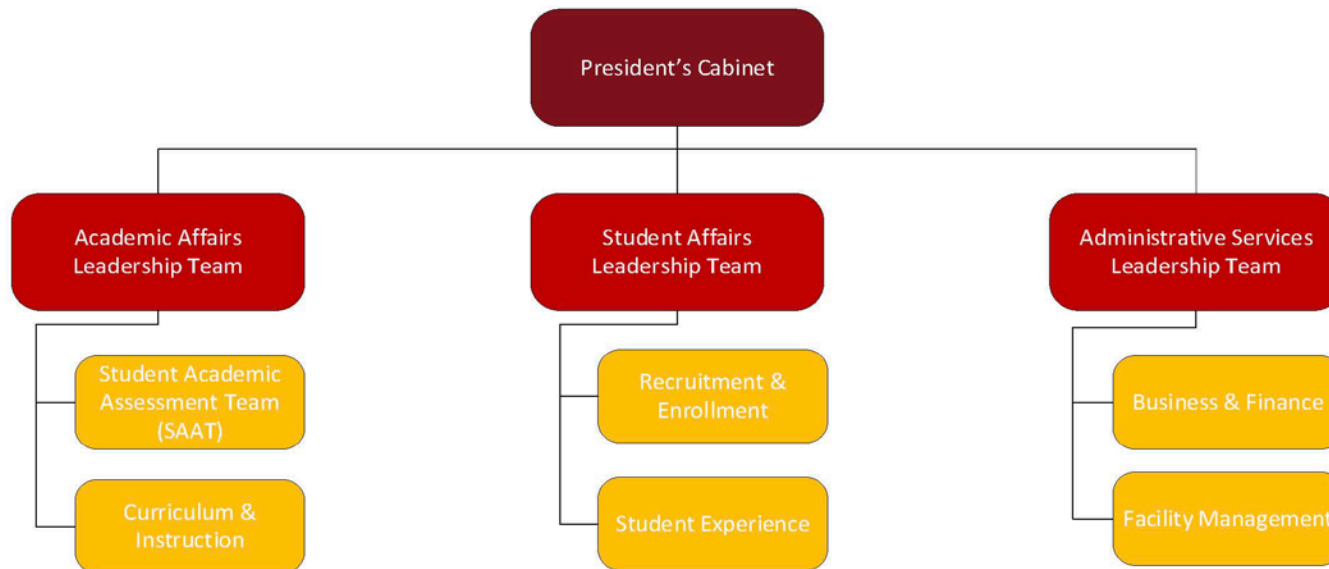 President’s Cabinet
Academic Affairs
Leadership Team
Student Affairs
Leadership Team
Administrative Services
Leadership Team
Student Academic
Assessment Team
(SAAT)
Curriculum &
Instruction
Recruitment &
Enrollment
Student Experience
Business & Finance
Facility Management